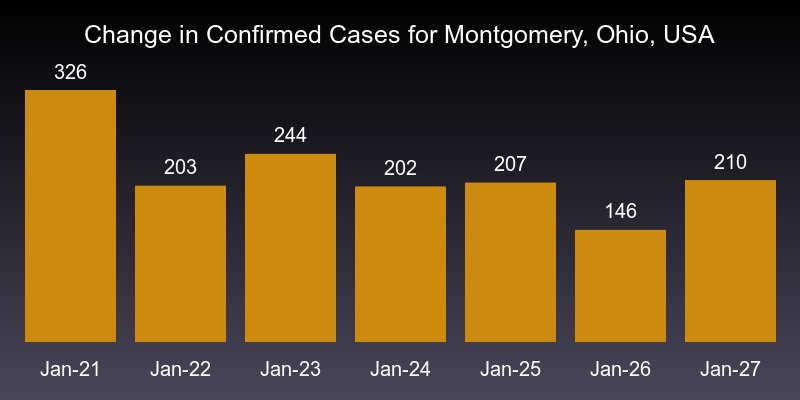 Change in Confirmed Cases for Montgomery, Ohio, USA
326
203
244
202
207
146
210
Jan-21
Jan-22
Jan-23
Jan-24
Jan-25
Jan-26
Jan-27